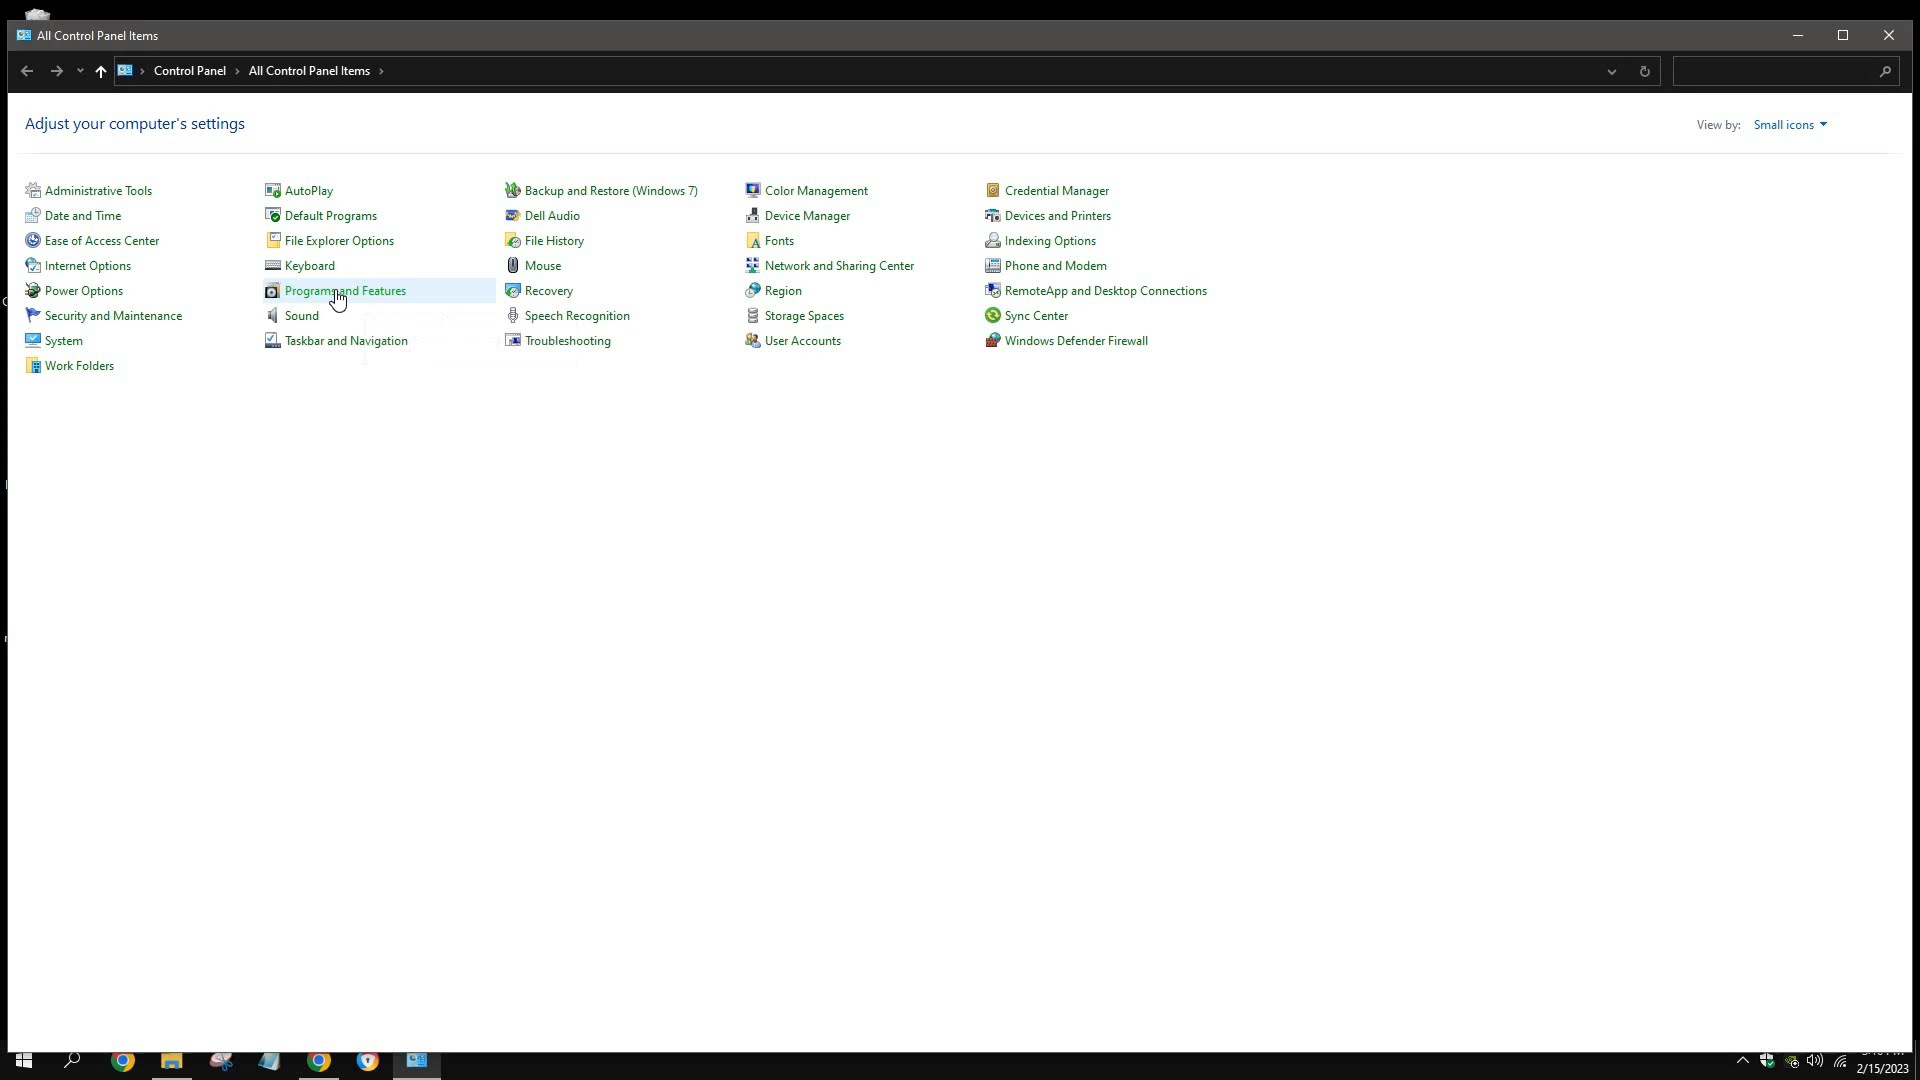 All Control Panel Items
Control Panel > All Control Panel Items >
Adjust your computer's settings
View by: Small icons
Administrative Tools
AutoPlay
Backup and Restore (Windows 7)
Color Management
Credential Manager
Date and Time
Default Programs
Dell Audio
Device Manager
Devices and Printers
Ease of Access Center
File Explorer Options
File History
Fonts
Indexing Options
Internet Options
Keyboard
Mouse
Network and Sharing Center
Phone and Modem
Power Options
Programs and Features
Recovery
Region
RemoteApp and Desktop Connections
Security and Maintenance
Sound
Speech Recognition
Storage Spaces
Sync Center
System
Taskbar and Navigation
Troubleshooting
User Accounts
Windows Defender Firewall
Work Folders
2/15/2023